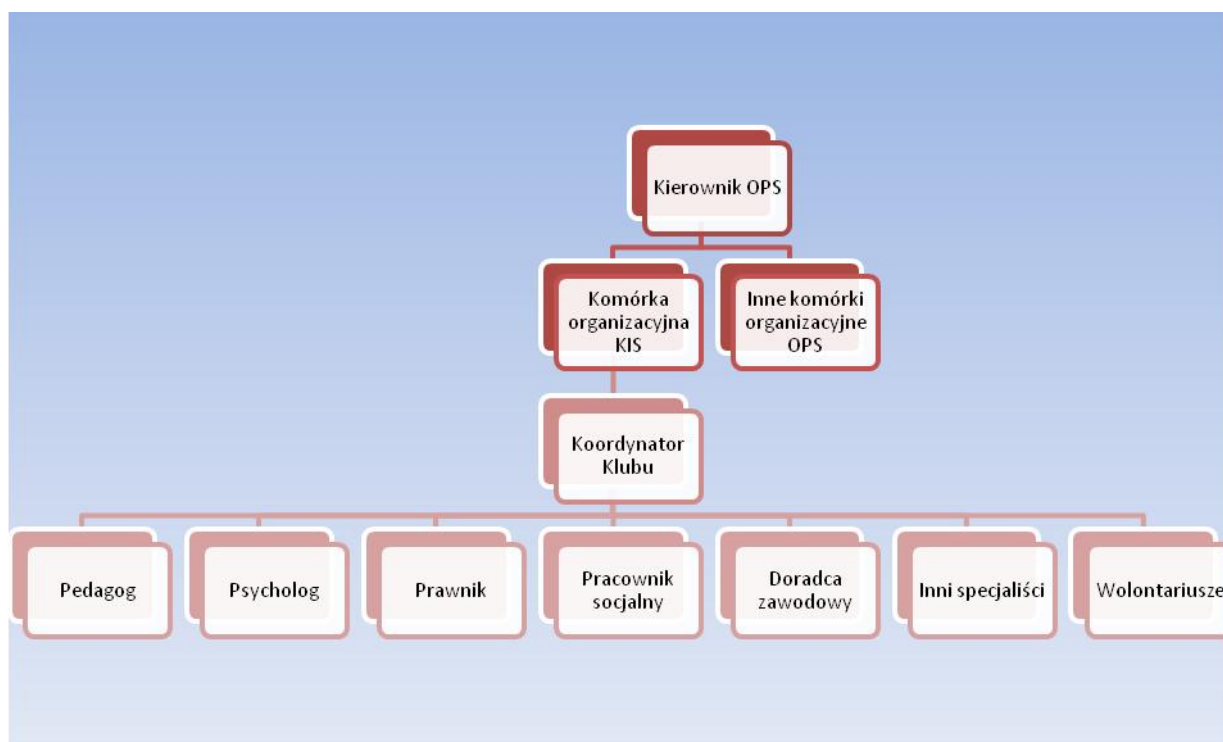 Kierownik OPS
Komórka
organizacyjna
KIS
Inne komórki
organizacyjne
OPS
Koordynator
Klubu
Pedagog
Psycholog
Prawnik
Pracownik
socjalny
Doradca
zawodowy
Inni specjaliści
Wolontariusze